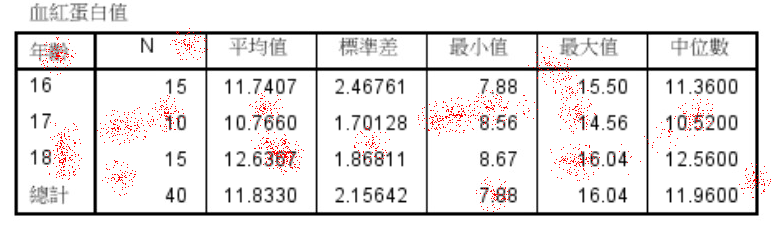 血紅蛋白值
年齡 N 平均值 標準差 最小值 最大值 中位數
16 15 11.7407 2.46761 7.88 15.50 11.3600
17 10 10.7660 1.70128 8.56 14.56 10.5200
18 15 12.6367 1.86811 8.67 16.04 12.5600
總計 40 11.8330 2.15642 7.88 16.04 11.9600